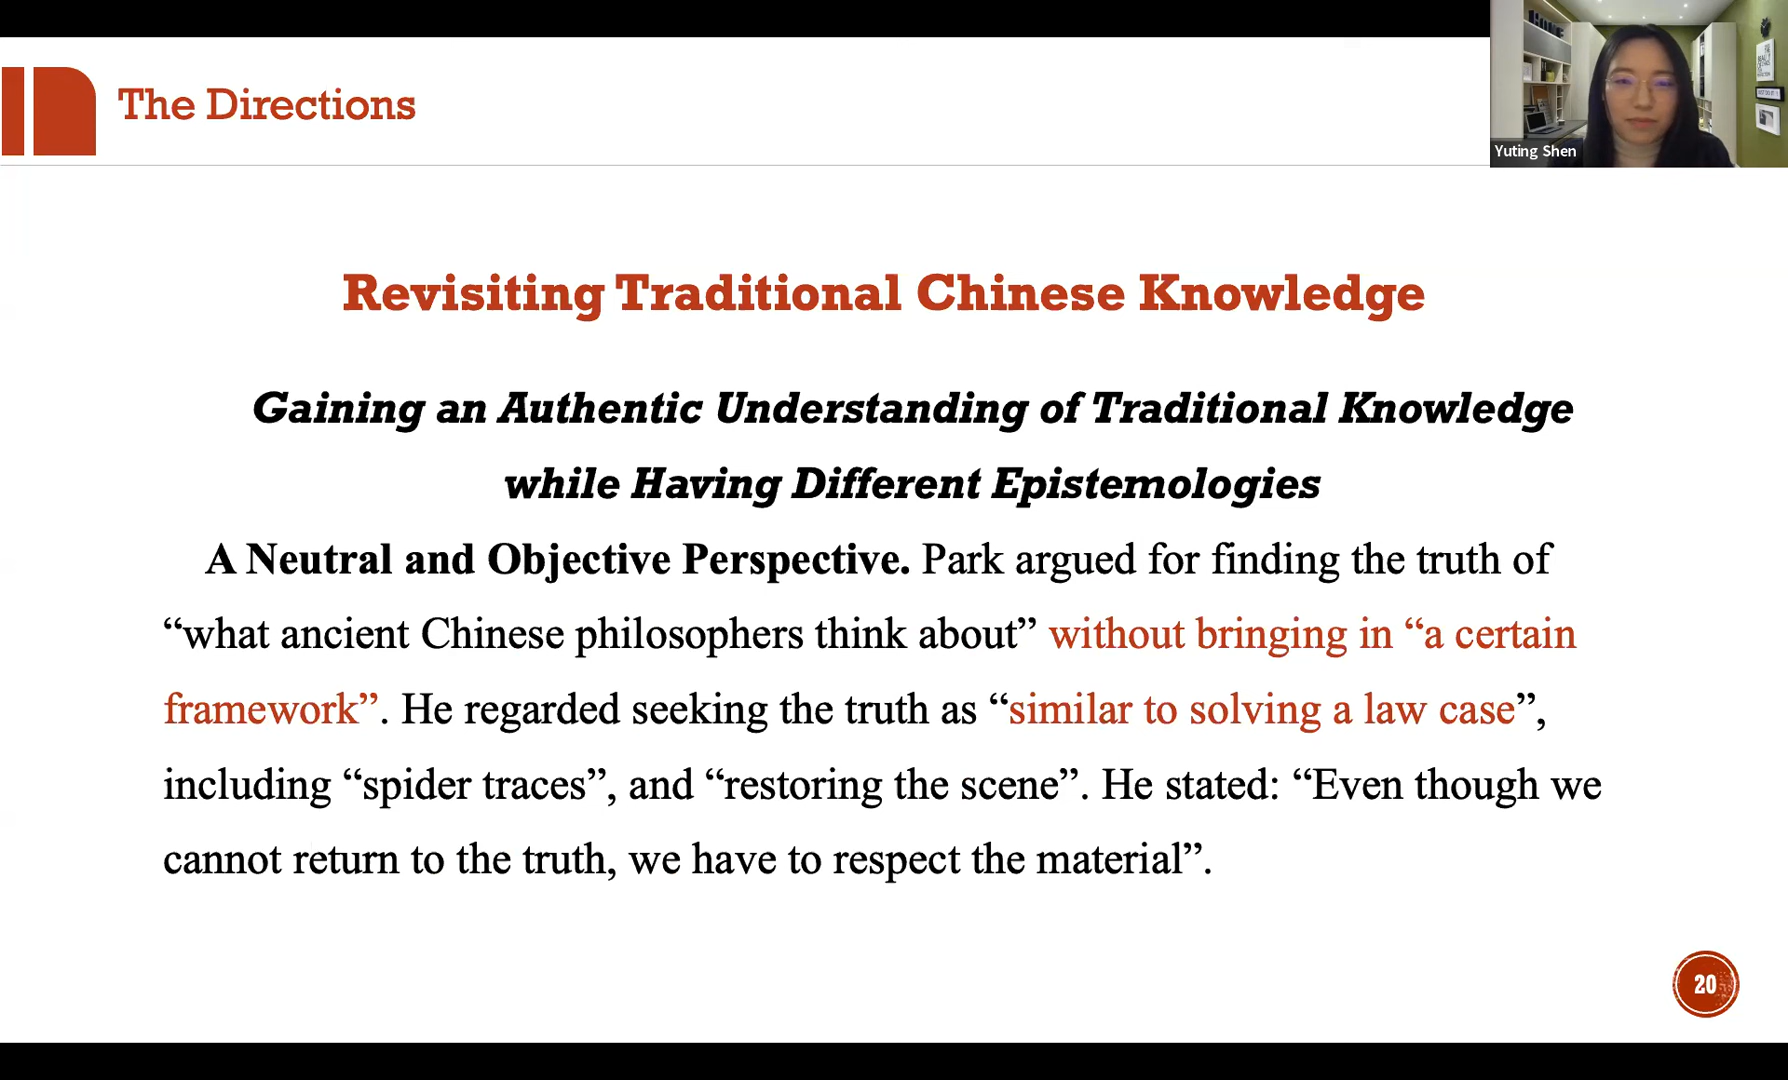 The Directions
Yuting Shen
Revisiting Traditional Chinese Knowledge
Gaining an Authentic Understanding of Traditional Knowledge
while Having Different Epistemologies
A Neutral and Objective Perspective. Park argued for finding the truth of
“what ancient Chinese philosophers think about” without bringing in “a certain
framework”. He regarded seeking the truth as “similar to solving a law case”,
including “spider traces”, and “restoring the scene”. He stated: “Even though we
cannot return to the truth, we have to respect the material”.
20